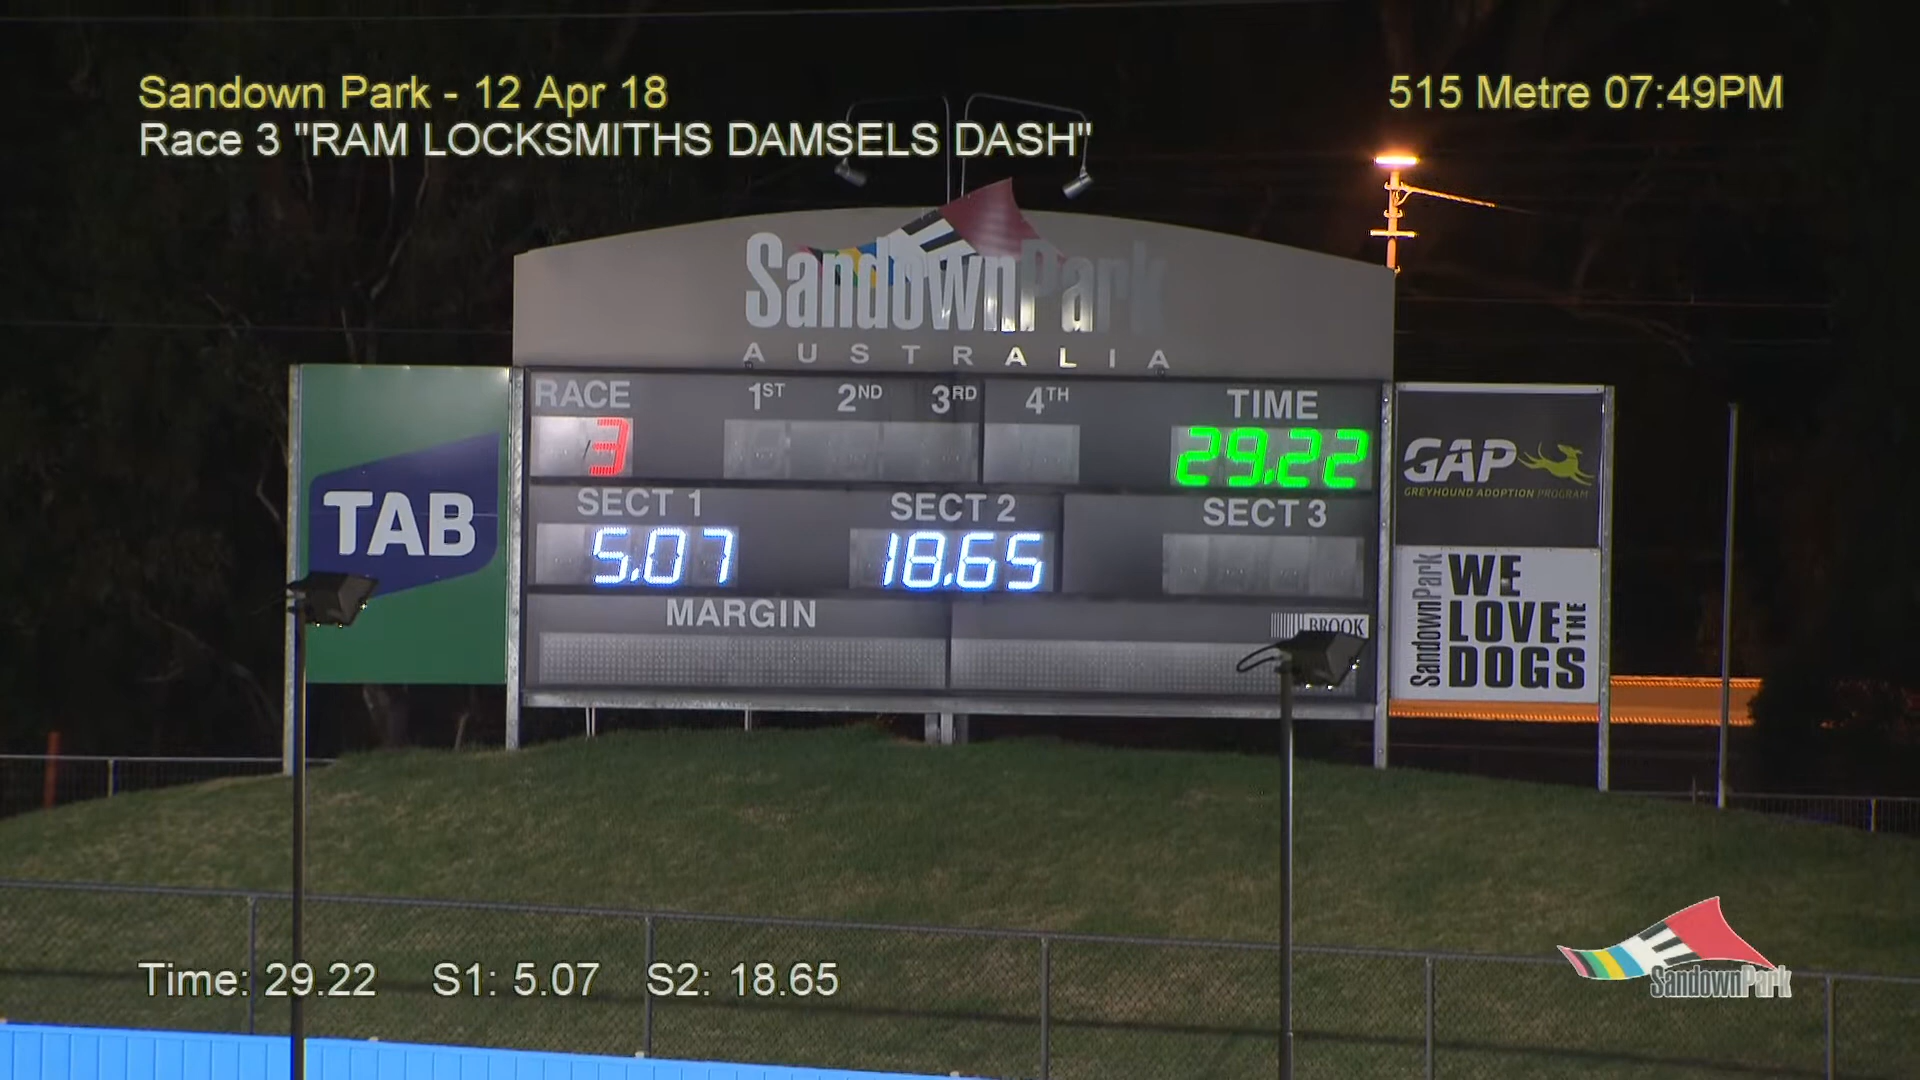 Sandown Park - 12 Apr 18
515 Metre 07:49PM
Race 3 "RAM LOCKSMITHS DAMSELS DASH"
SandownPark
AUSTRALIA
RACE 1ST 2ND 3RD 4TH TIME
3 29.22
SECT 1 SECT 2 SECT 3
5.07 18.65
MARGIN
BROOK
TAB
GAP
GREYHOUND ADOPTION PROGRAM
SandownPark
WE
LOVE THE
DOGS
Time: 29.22 S1: 5.07 S2: 18.65
SandownPark